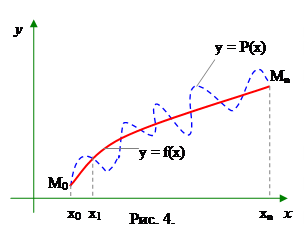 y
y = P(x)
Mn
y = f(x)
M0
x0 x1 xn x
Рис. 4.